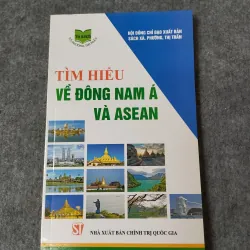 HỘI ĐỒNG CHỈ ĐẠO XUẤT BẢN
SÁCH XÃ, PHƯỜNG, THỊ TRẤN
TÌM HIỂU
VỀ ĐÔNG NAM Á
VÀ ASEAN
NHÀ XUẤT BẢN CHÍNH TRỊ QUỐC GIA